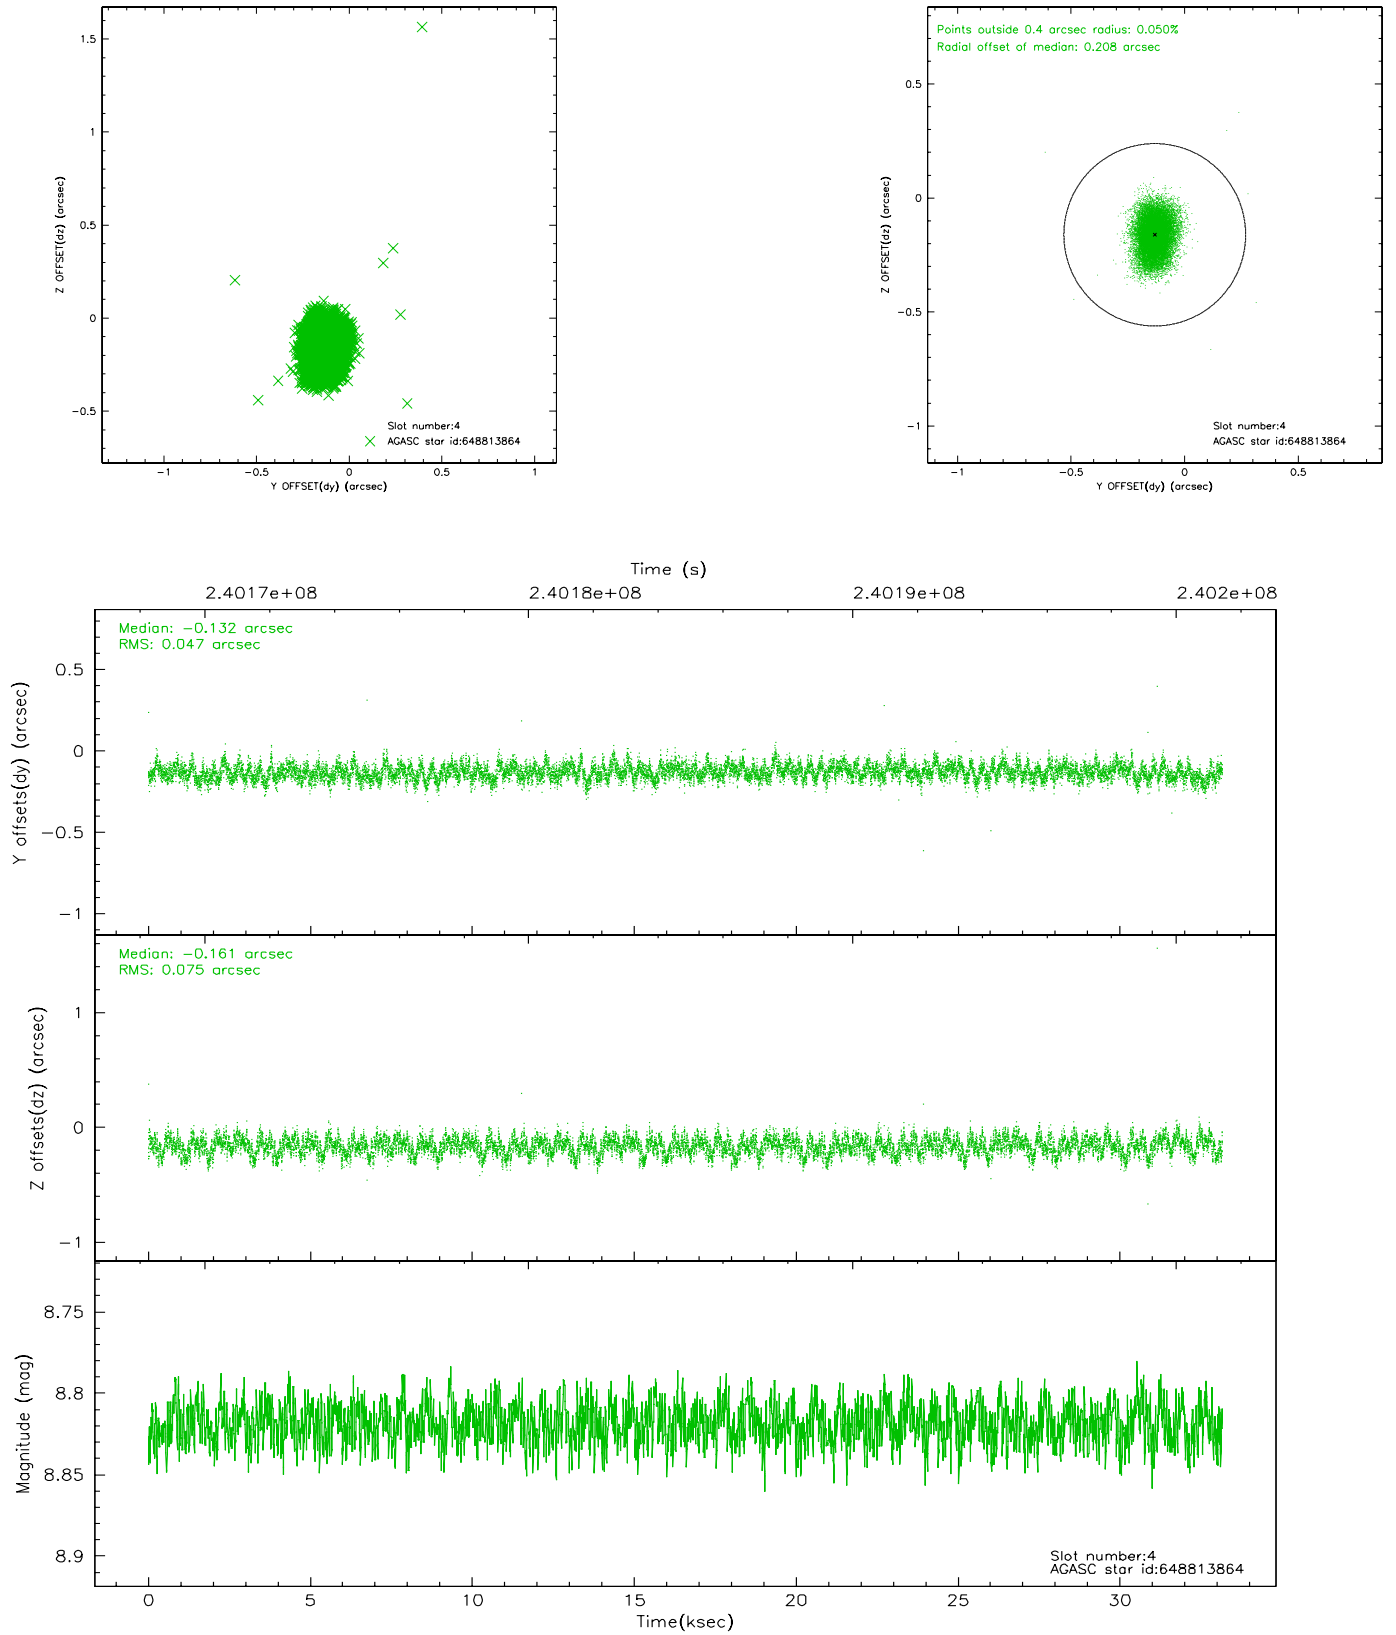 1.5
1
0.5
0
−0.5
Z OFFSET(dz) (arcsec)
−1
−0.5
0
0.5
1
Y OFFSET(dy) (arcsec)
Slot number:4
AGASC star id:648813864
Points outside 0.4 arcsec radius: 0.050%
Radial offset of median: 0.208 arcsec
0.5
0
−0.5
−1
Z OFFSET(dz) (arcsec)
−1
−0.5
0
0.5
Y OFFSET(dy) (arcsec)
Slot number:4
AGASC star id:648813864
Time (s)
2.4017e+08
2.4018e+08
2.4019e+08
2.402e+08
Median: −0.132 arcsec
RMS: 0.047 arcsec
0.5
0
−0.5
−1
Y offsets(dy) (arcsec)
Median: −0.161 arcsec
RMS: 0.075 arcsec
1
0
−1
Z offsets(dz) (arcsec)
8.75
8.8
8.85
8.9
Magnitude (mag)
Slot number:4
AGASC star id:648813864
0
5
10
15
20
25
30
Time(ksec)